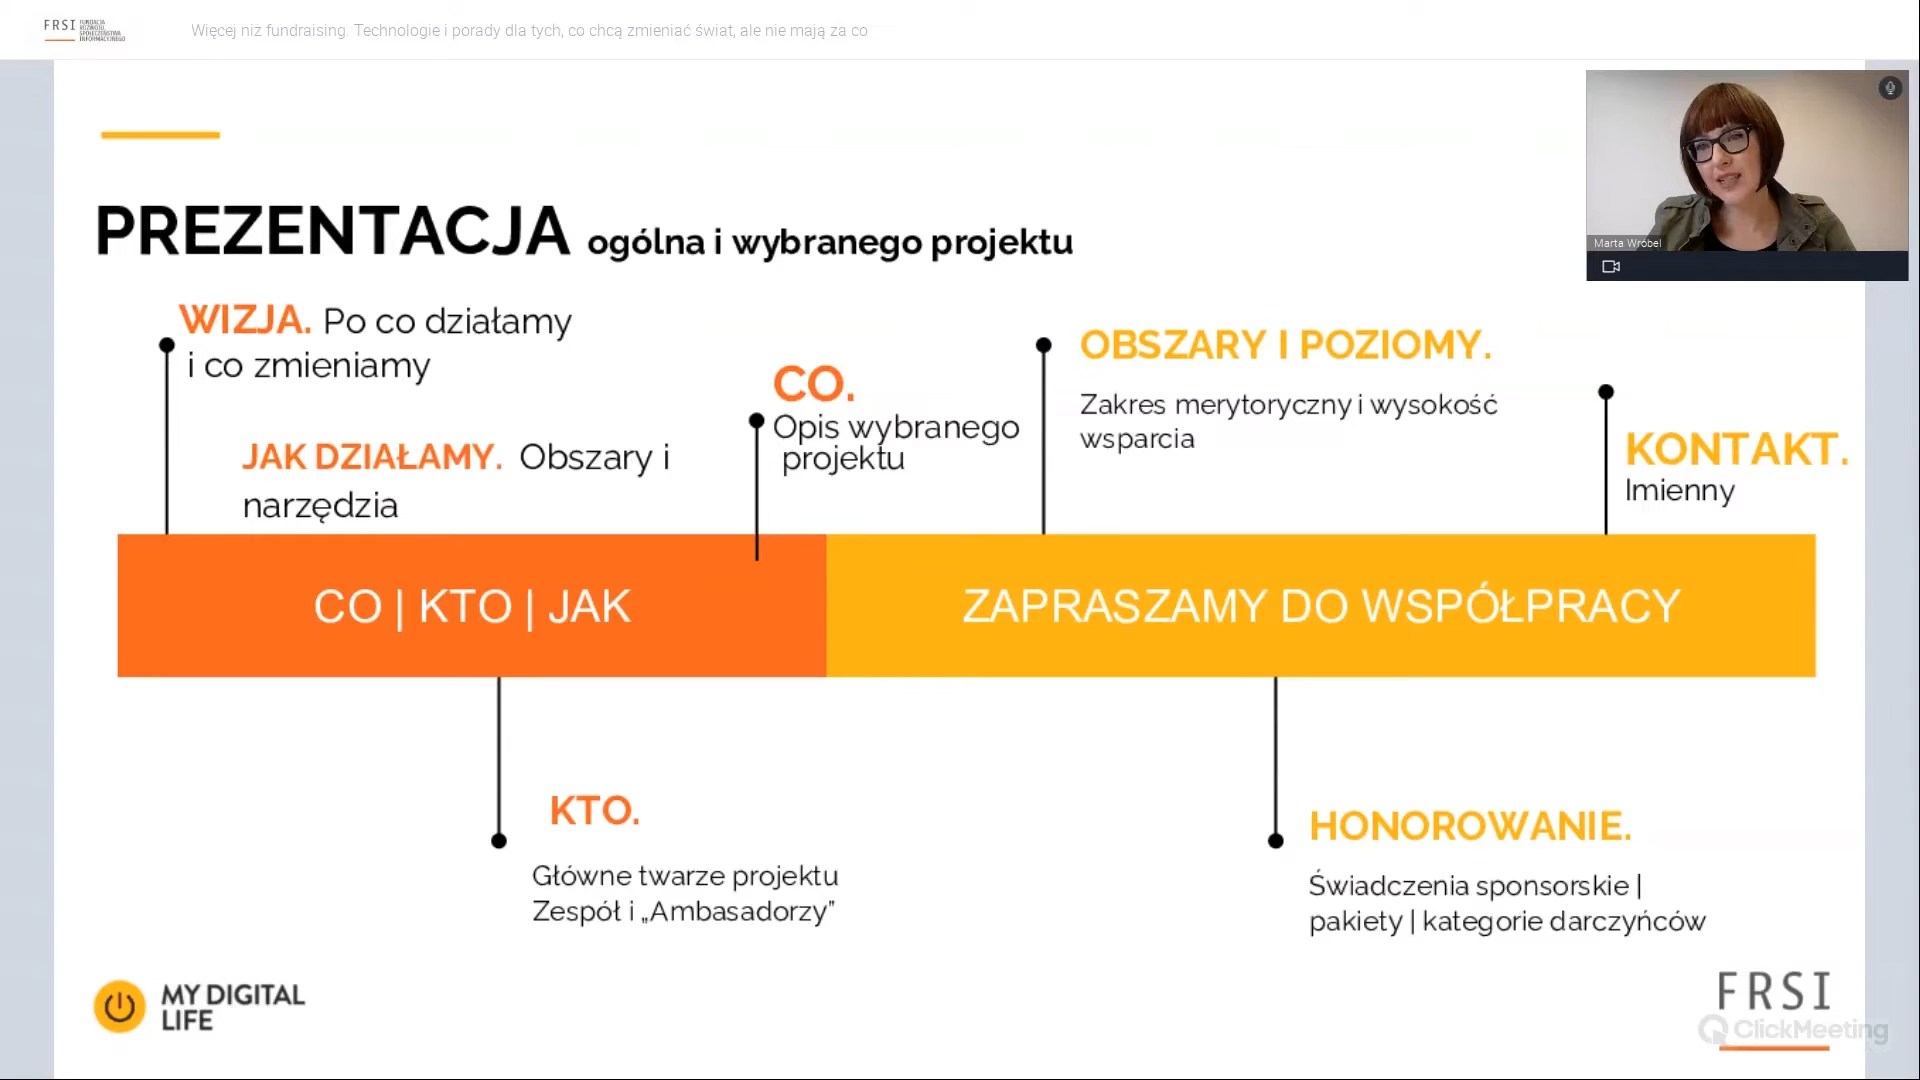 FRSI FUNDACJA
ROZWOJU
SPOŁECZEŃSTWA
INFORMACYJNEGO
Więcej niż fundraising. Technologie i porady dla tych, co chcą zmieniać świat, ale nie mają za co
Marta Wróbel
PREZENTACJA ogólna i wybranego projektu
WIZJA. Po co działamy
i co zmieniamy
JAK DZIAŁAMY. Obszary i
narzędzia
CO.
Opis wybranego
projektu
OBSZARY I POZIOMY.
Zakres merytoryczny i wysokość
wsparcia
KONTAKT.
Imienny
CO | KTO | JAK
ZAPRASZAMY DO WSPÓŁPRACY
KTO.
Główne twarze projektu
Zespół i „Ambasadorzy”
HONOROWANIE.
Świadczenia sponsorskie |
pakiety | kategorie darczyńców
MY DIGITAL
LIFE
FRSI
ClickMeeting